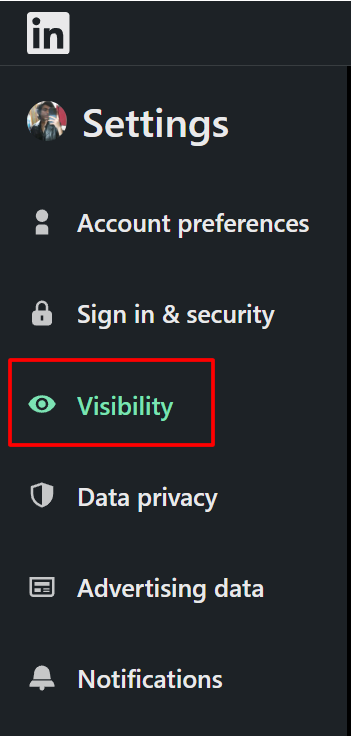 in
Settings
Account preferences
Sign in & security
Visibility
Data privacy
Advertising data
Notifications